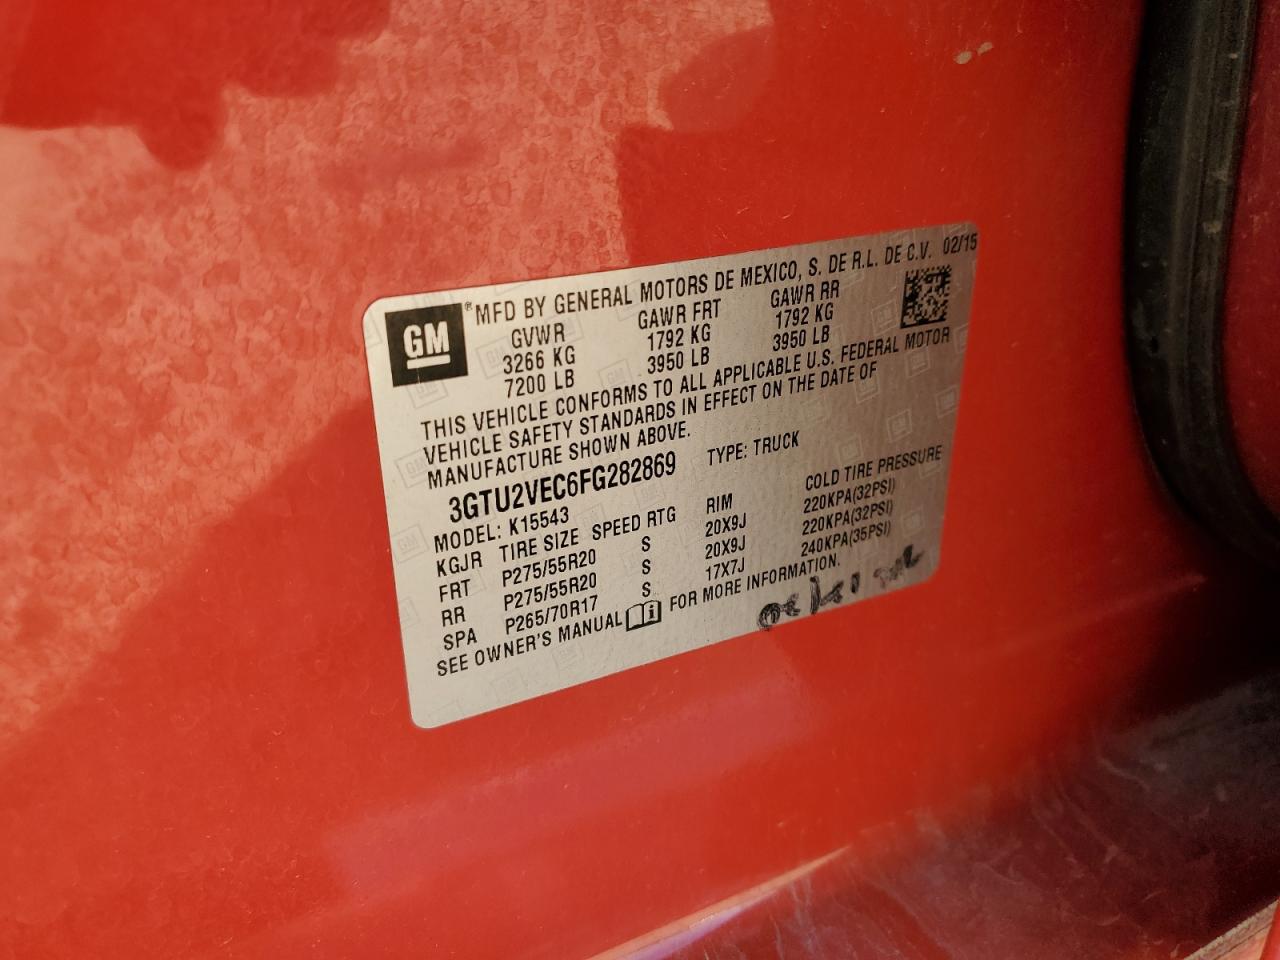 GM
® MFD BY GENERAL MOTORS DE MEXICO, S. DE R.L. DE C.V. 02/15
GVWR GAWR FRT GAWR RR
3266 KG 1792 KG 1792 KG
7200 LB 3950 LB 3950 LB
THIS VEHICLE CONFORMS TO ALL APPLICABLE U.S. FEDERAL MOTOR
VEHICLE SAFETY STANDARDS IN EFFECT ON THE DATE OF
MANUFACTURE SHOWN ABOVE.
3GTU2VEC6FG282869 TYPE: TRUCK
MODEL: K15543
KGJR TIRE SIZE SPEED RTG RIM COLD TIRE PRESSURE
FRT P275/55R20 S 20X9J 220KPA(32PSI)
RR P275/55R20 S 20X9J 220KPA(32PSI)
SPA P265/70R17 S 17X7J 240KPA(35PSI)
SEE OWNER'S MANUAL FOR MORE INFORMATION.